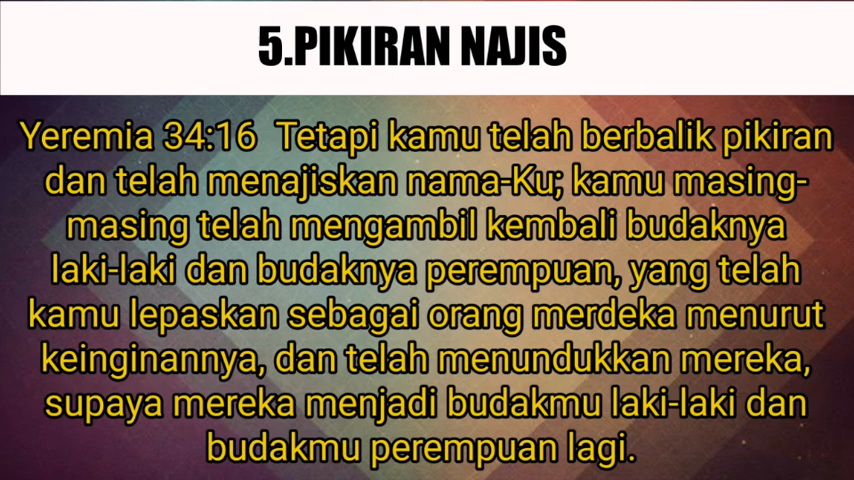 5.PIKIRAN NAJIS
Yeremia 34:16 Tetapi kamu telah berbalik pikiran
dan telah menajiskan nama-Ku; kamu masing-
masing telah mengambil kembali budaknya
laki-laki dan budaknya perempuan, yang telah
kamu lepaskan sebagai orang merdeka menurut
keinginannya, dan telah menundukkan mereka,
supaya mereka menjadi budakmu laki-laki dan
budakmu perempuan lagi.